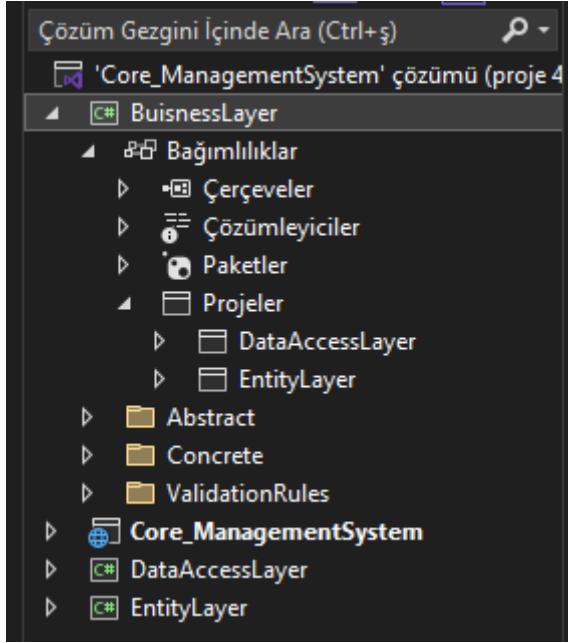 Çözüm Gezgini İçinde Ara (Ctrl+ş)
'Core_ManagementSystem' çözümü (proje 4
C# BuisnessLayer
Bağımlılıklar
Çerçeveler
Çözümleyiciler
Paketler
Projeler
DataAccessLayer
EntityLayer
Abstract
Concrete
ValidationRules
Core_ManagementSystem
C# DataAccessLayer
C# EntityLayer